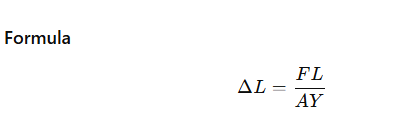 Formula
ΔL = FL / AY